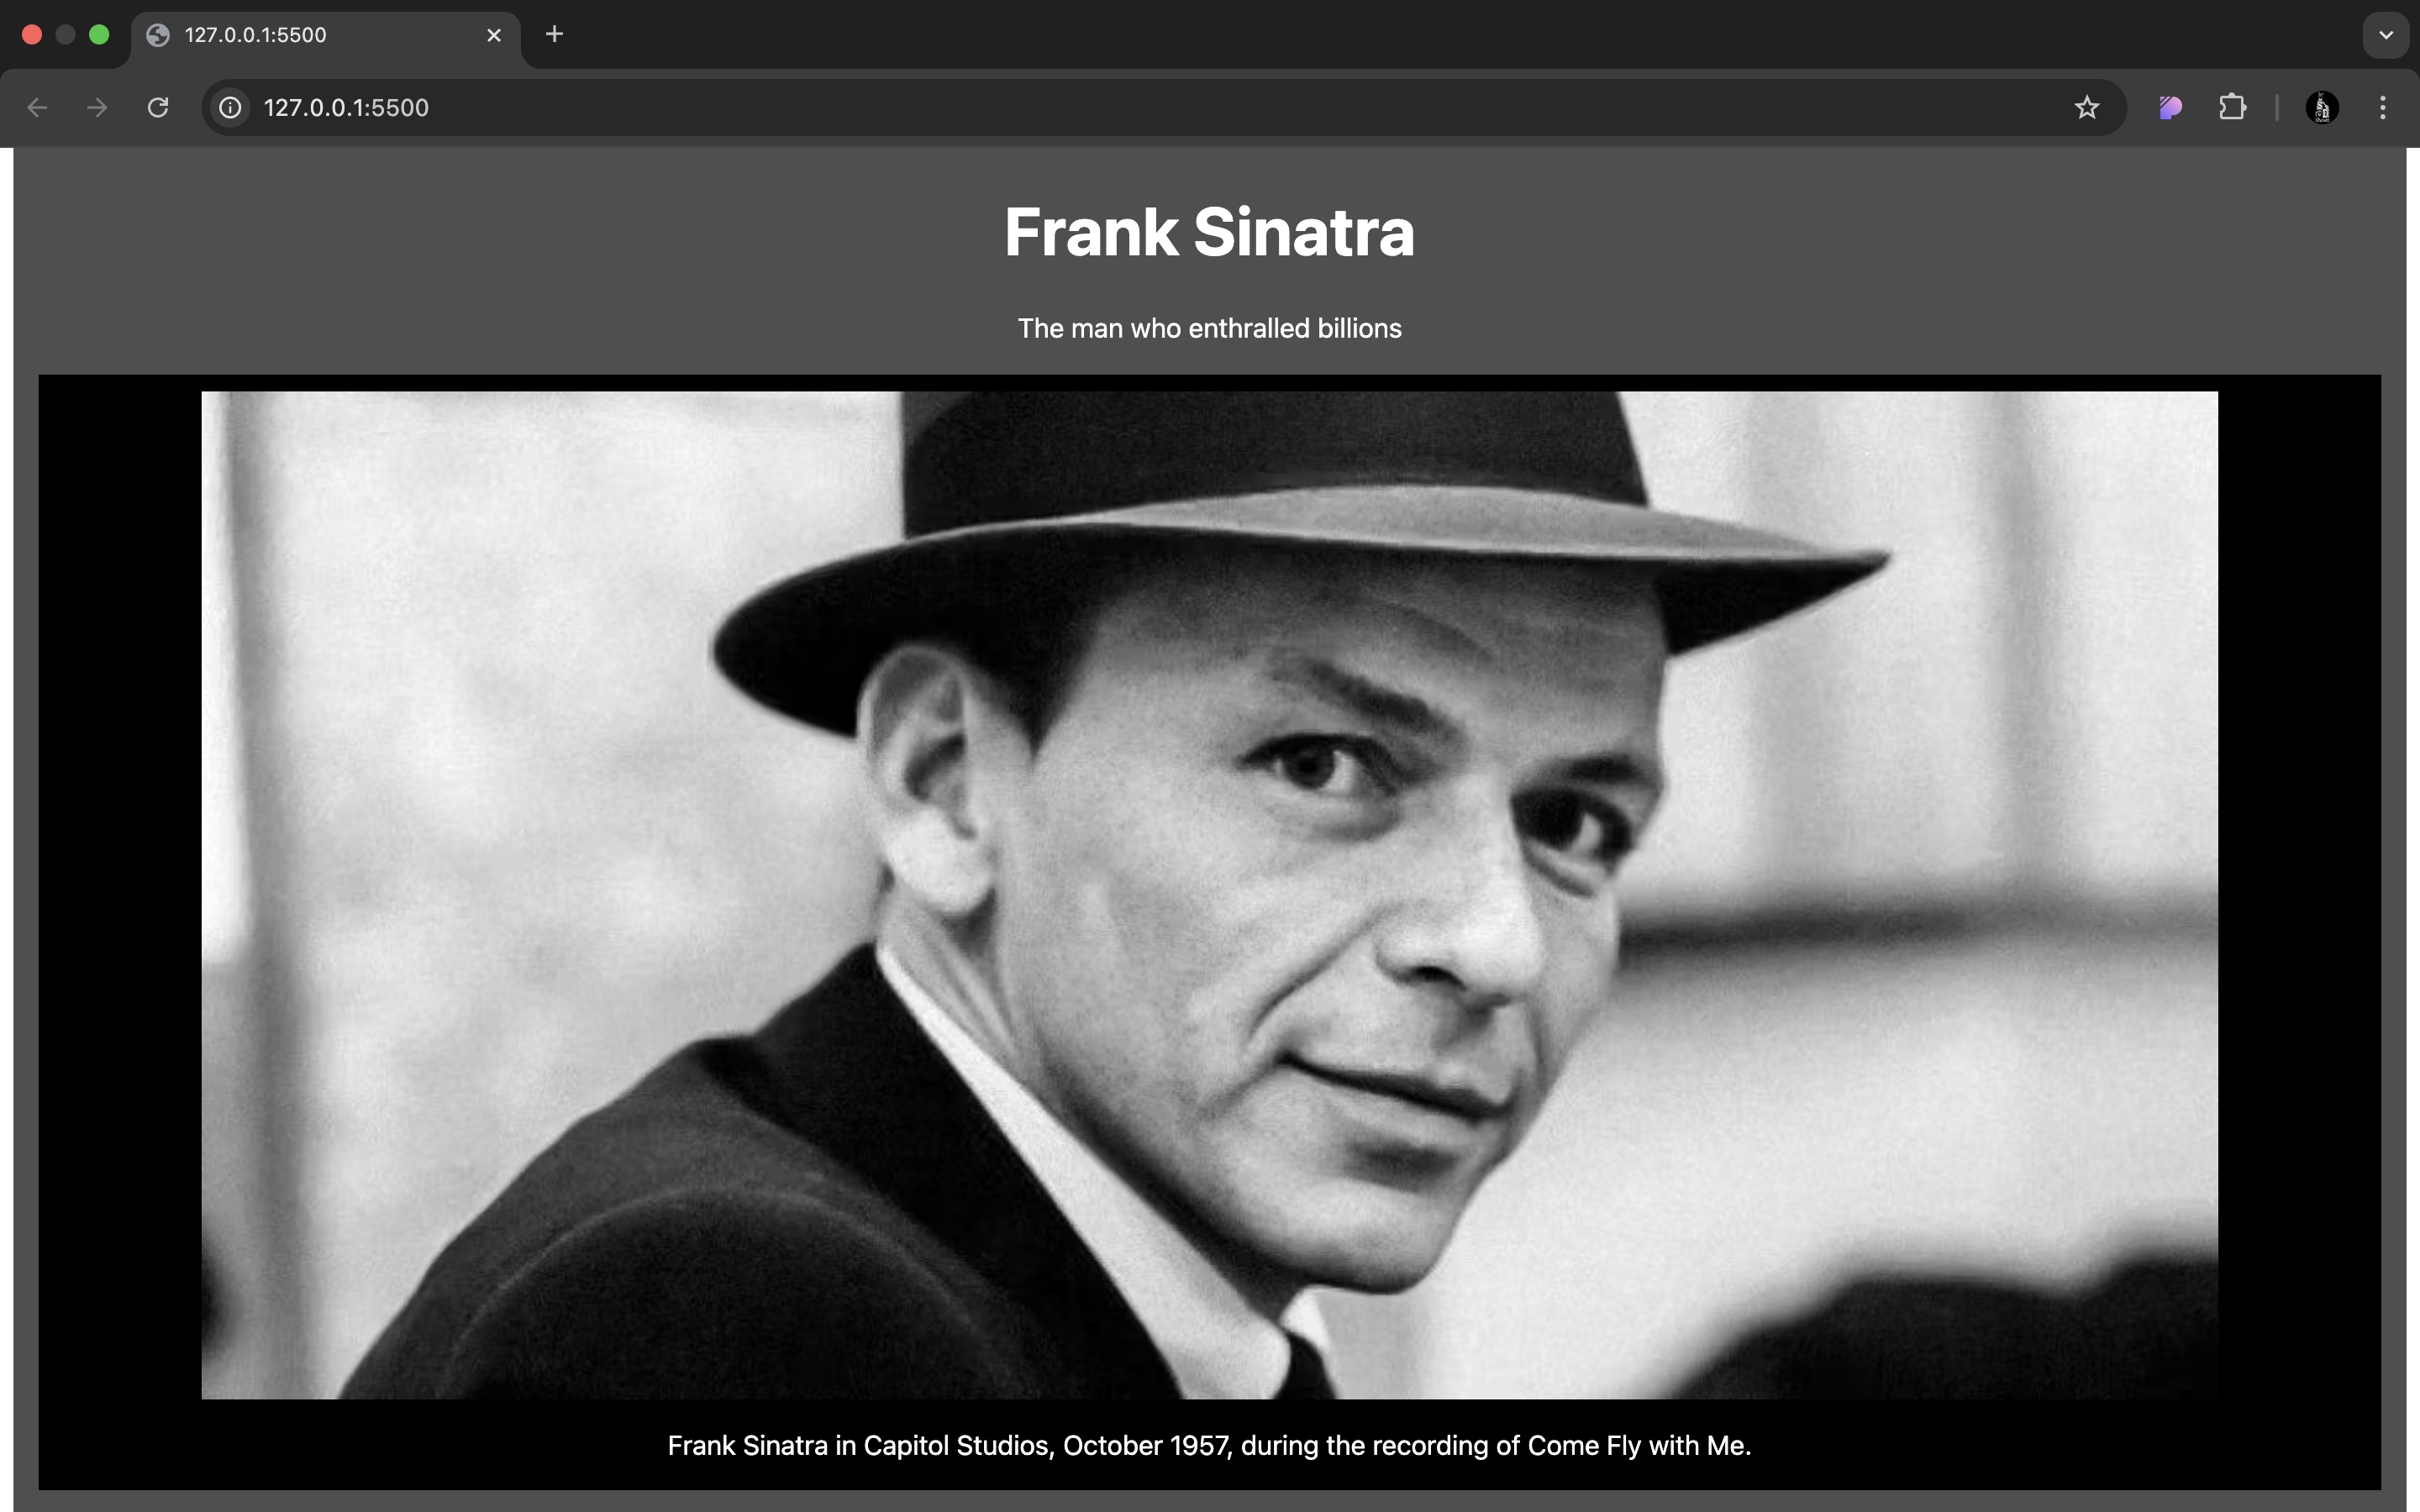 127.0.0.1:5500
127.0.0.1:5500
Frank Sinatra
The man who enthralled billions
Frank Sinatra in Capitol Studios, October 1957, during the recording of Come Fly with Me.